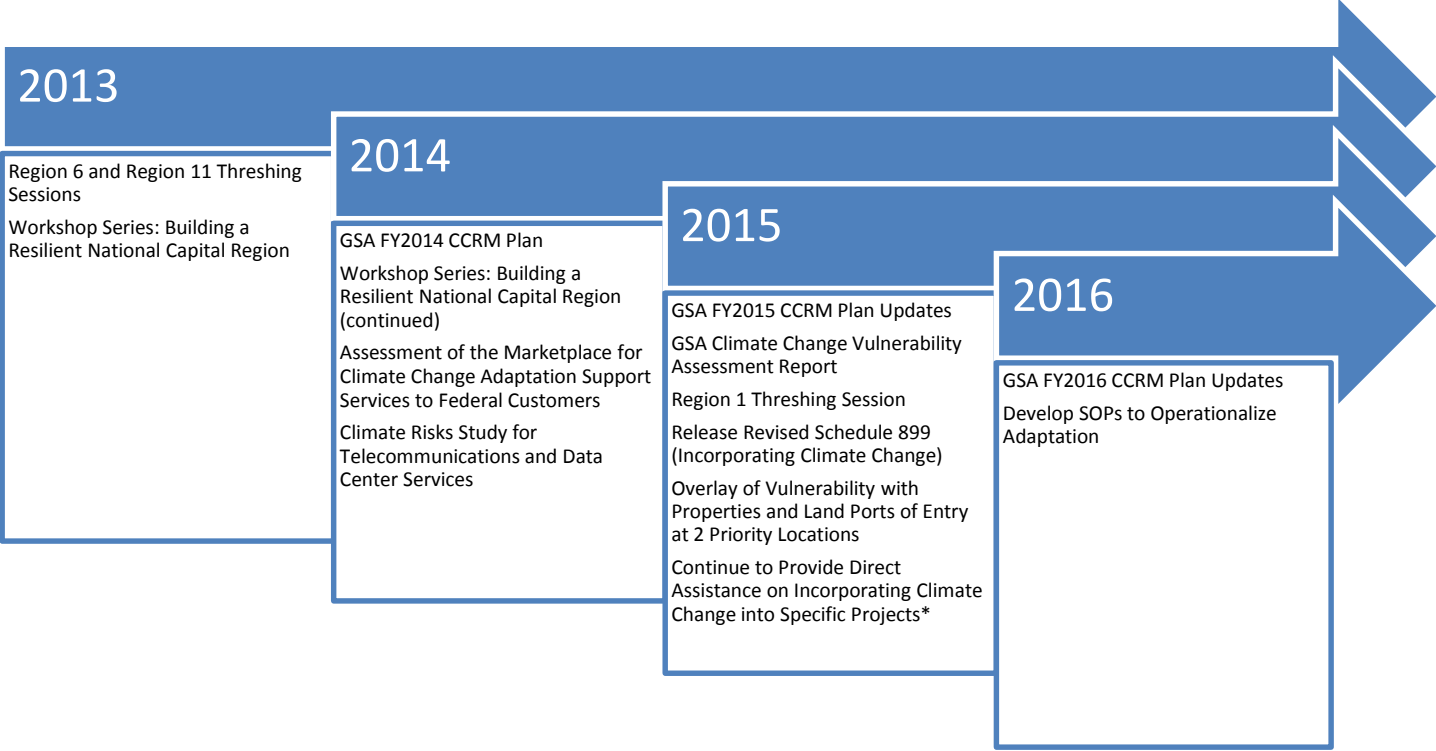 2013
Region 6 and Region 11 Threshing
Sessions
Workshop Series: Building a
Resilient National Capital Region
2014
GSA FY2014 CCRM Plan
Workshop Series: Building a
Resilient National Capital Region
(continued)
Assessment of the Marketplace for
Climate Change Adaptation Support
Services to Federal Customers
Climate Risks Study for
Telecommunications and Data
Center Services
2015
GSA FY2015 CCRM Plan Updates
GSA Climate Change Vulnerability
Assessment Report
Region 1 Threshing Session
Release Revised Schedule 899
(Incorporating Climate Change)
Overlay of Vulnerability with
Properties and Land Ports of Entry
at 2 Priority Locations
Continue to Provide Direct
Assistance on Incorporating Climate
Change into Specific Projects*
2016
GSA FY2016 CCRM Plan Updates
Develop SOPs to Operationalize
Adaptation